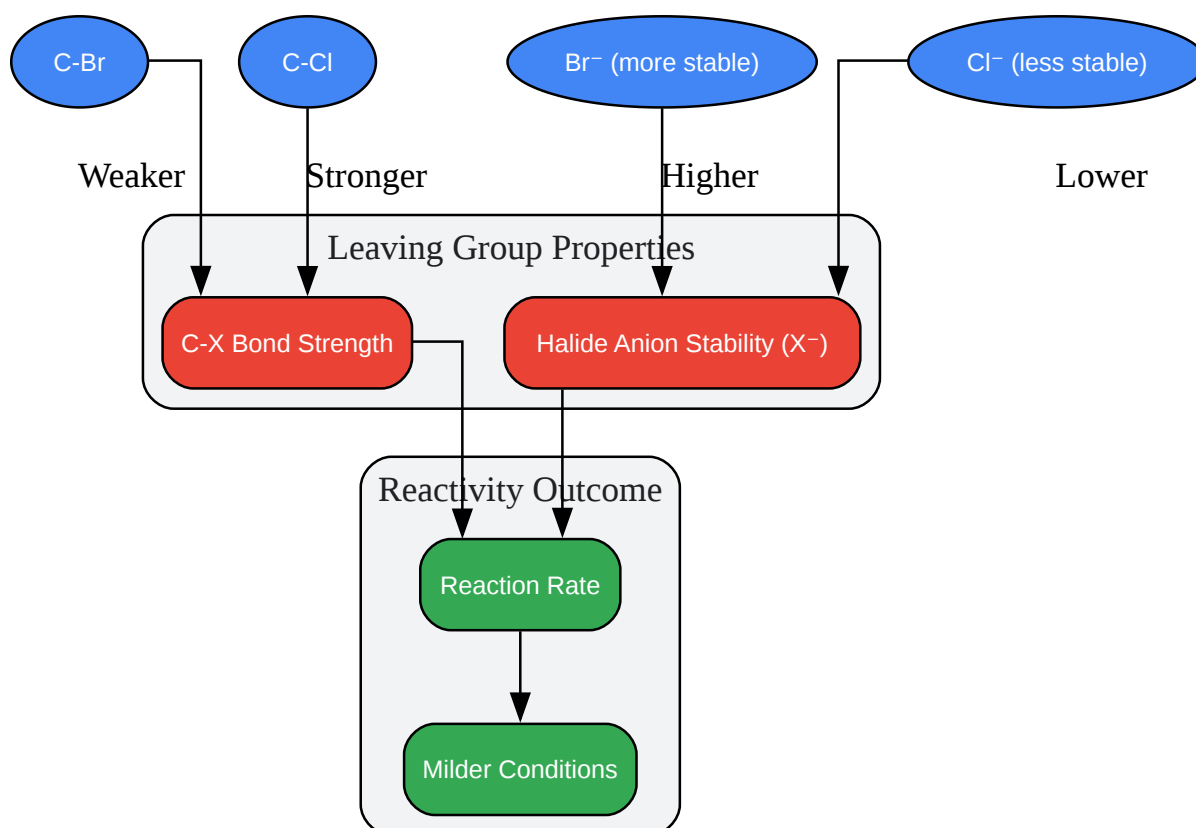 C-Br
C-Cl
Br⁻ (more stable)
Cl⁻ (less stable)
Weaker
Stronger
Higher
Lower
Leaving Group Properties
C-X Bond Strength
Halide Anion Stability (X⁻)
Reactivity Outcome
Reaction Rate
Milder Conditions